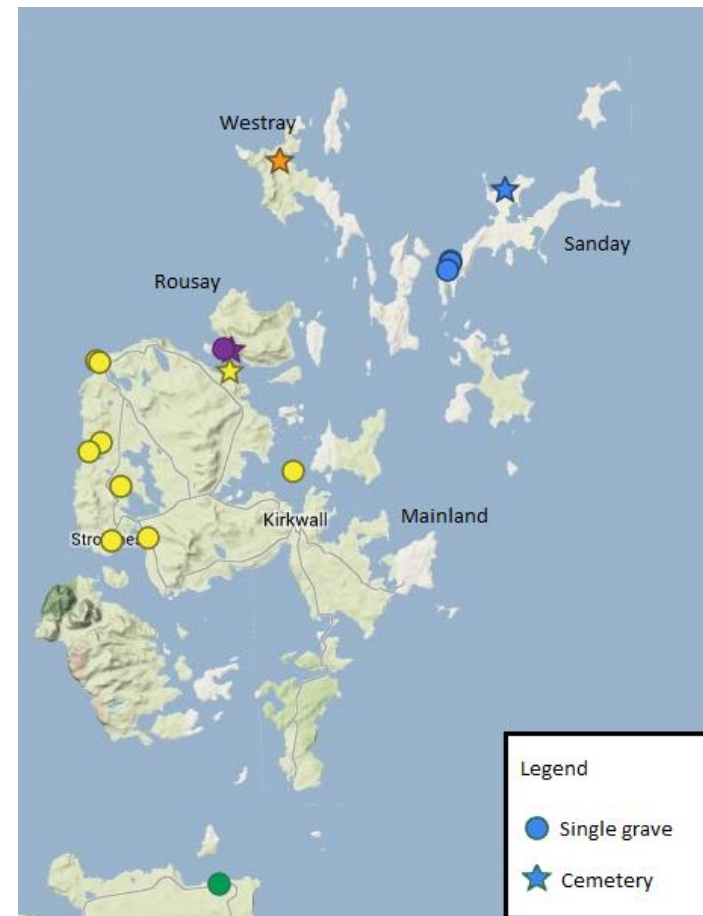 Westray
Sanday
Rousay
Kirkwall
Mainland
Legend
Single grave
Cemetery